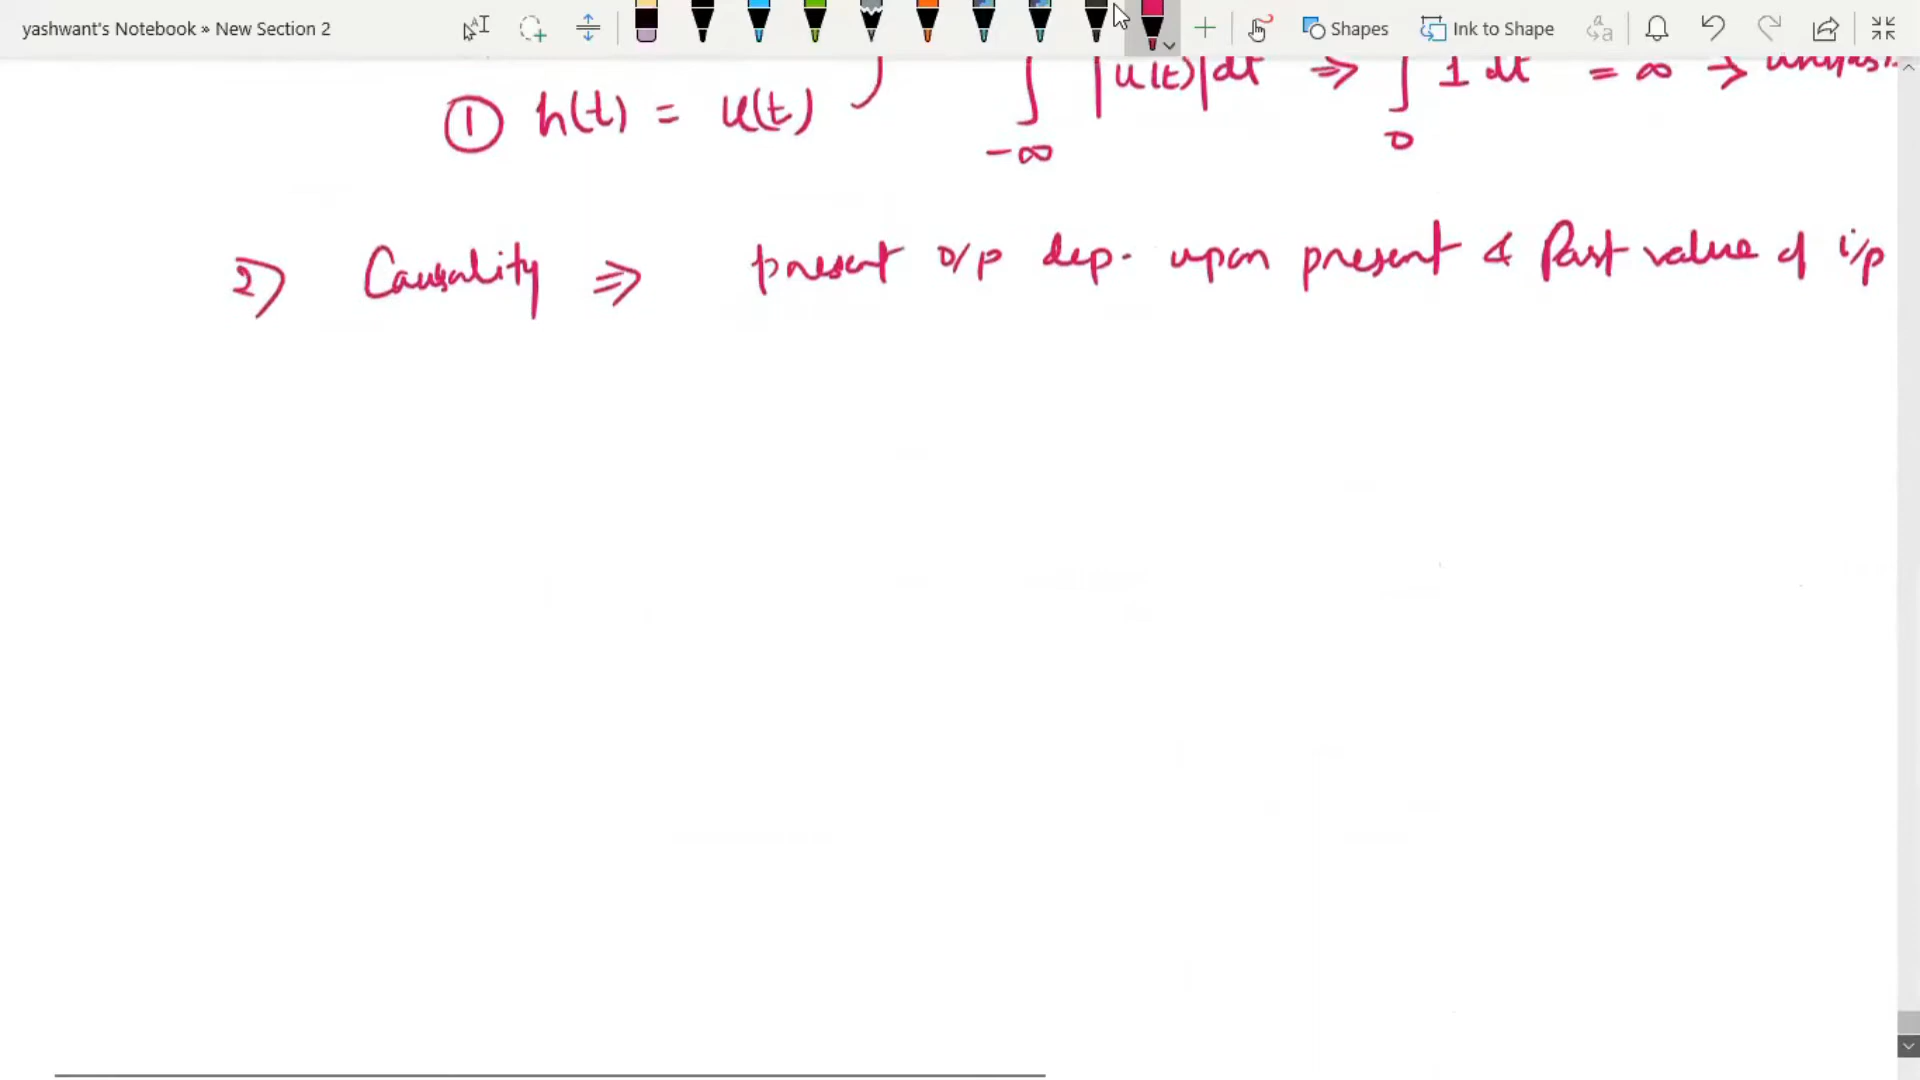 yashwant's Notebook » New Section 2
Shapes
Ink to Shape
① h(t) = u(t)
∫ |u(t)|dt ⇒ ∫ 1 dt = ∞ →
-∞ 0
2) Causality ⇒ present o/p dep. upon present & Past value of i/p